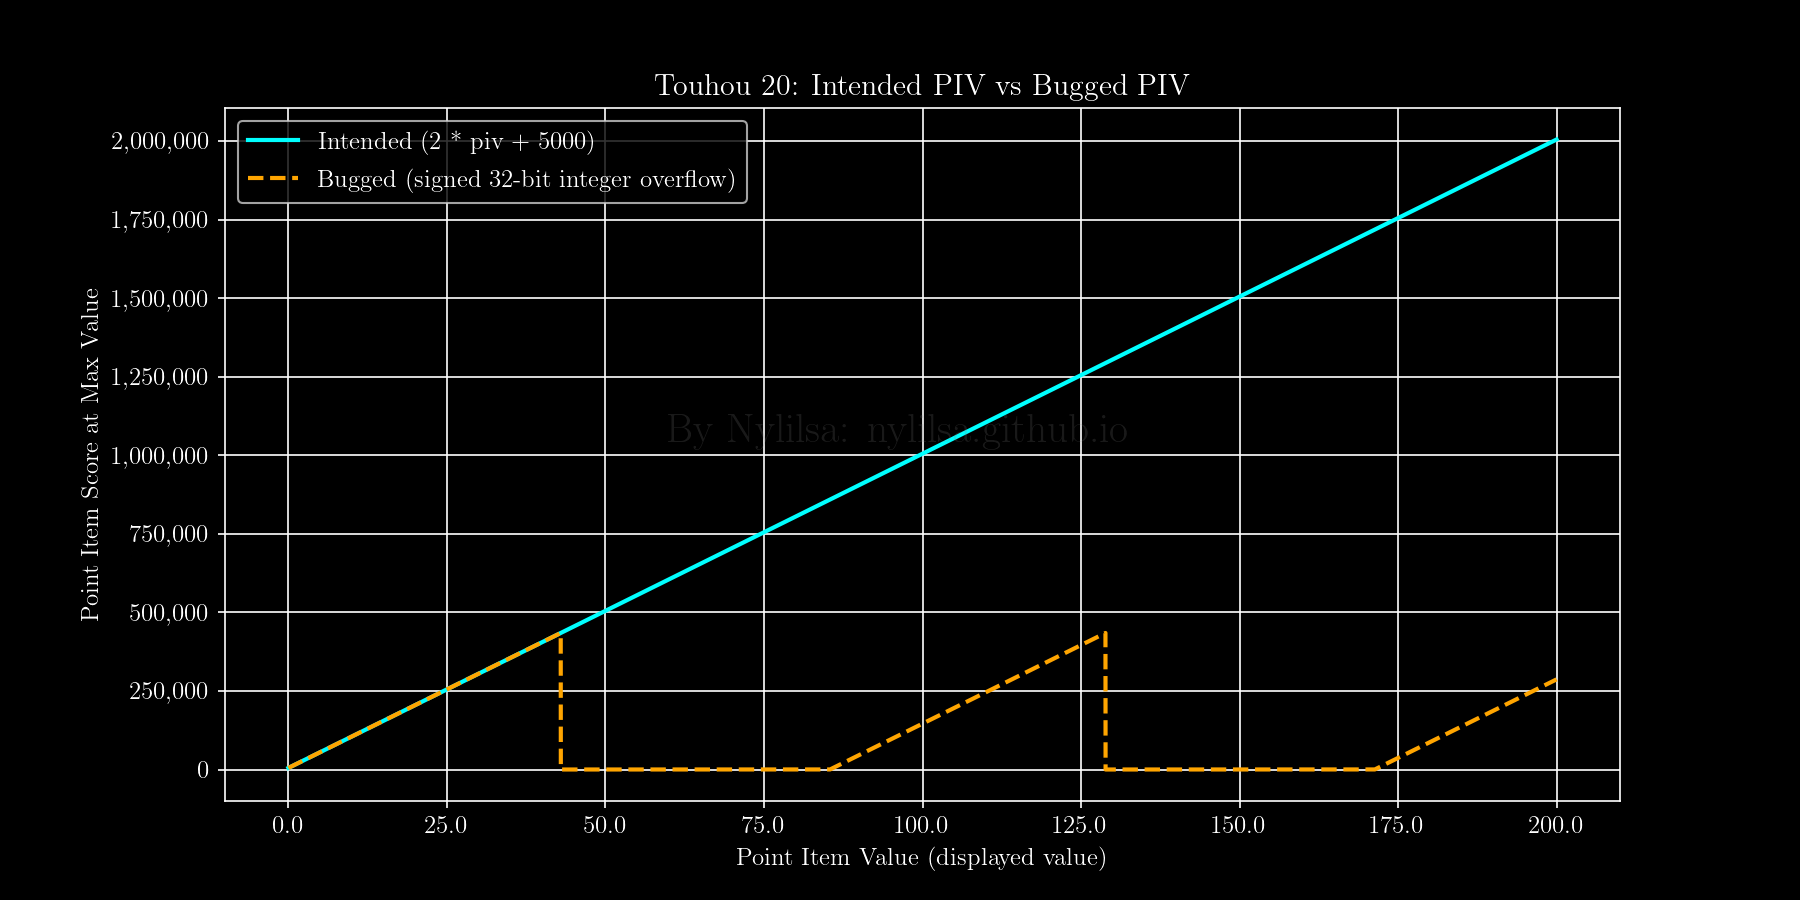 Touhou 20: Intended PIV vs Bugged PIV
Intended (2 * piv + 5000)
Bugged (signed 32-bit integer overflow)
Point Item Score at Max Value
2,000,000
1,750,000
1,500,000
1,250,000
1,000,000
750,000
500,000
250,000
0
By Nylilsa: nylilsa.github.io
0.0 25.0 50.0 75.0 100.0 125.0 150.0 175.0 200.0
Point Item Value (displayed value)